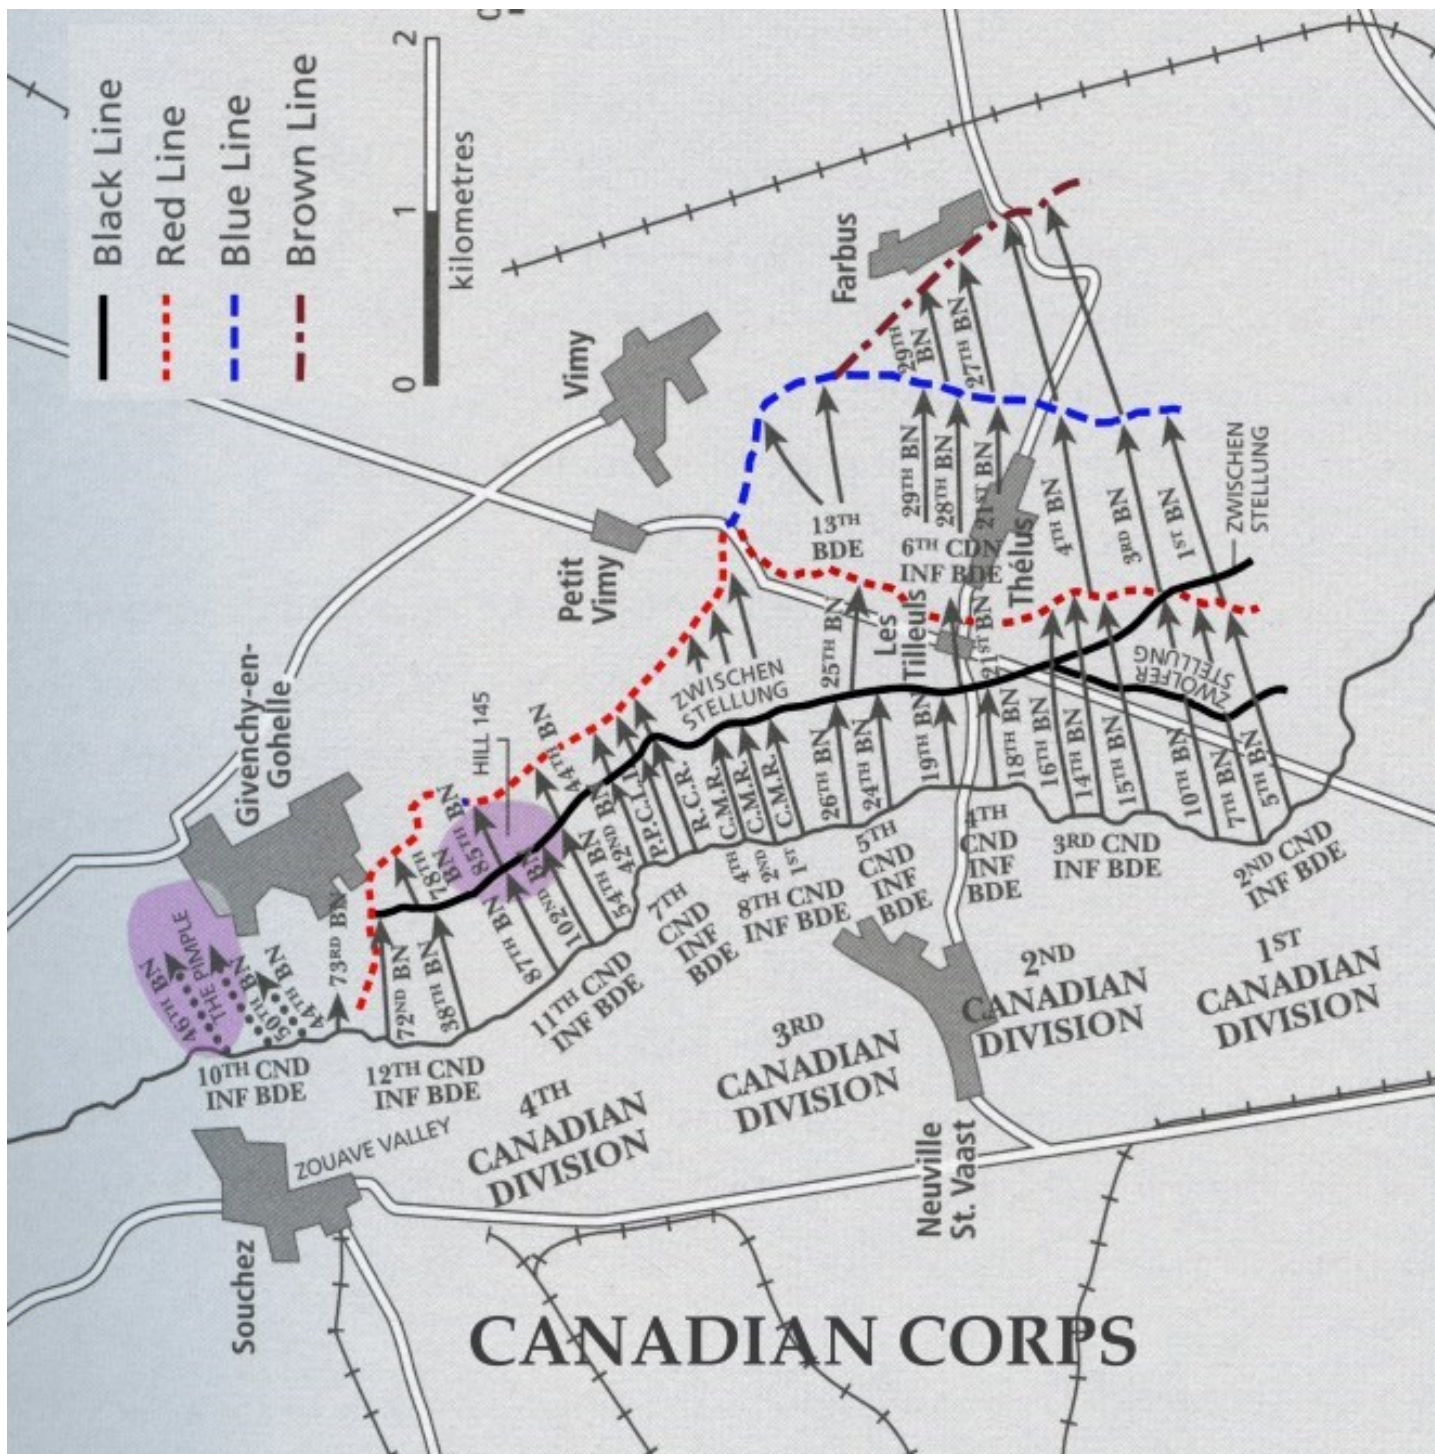 Black Line
Red Line
Blue Line
Brown Line
0 1 2
kilometres
Vimy
Farbus
Petit
Vimy
Givenchy-en-
Gohelle
HILL 145
ZWISCHEN
STELLUNG
13TH
BDE
29TH
BN
27TH BN
29TH BN
28TH BN
21ST BN
6TH CDN
INF BDE
Thélus
4TH BN
3RD BN
1ST BN
ZWISCHEN
STELLUNG
25TH BN
Les
Tilleuls
21ST BN
ZWOLFER
STELLUNG
46TH BN
THE PIMPLE
50TH BN
44TH BN
73RD BN
72ND BN
38TH BN
78TH
BN
85TH BN
87TH BN
102ND BN
54TH BN
44TH BN
42ND BN
P.P.C.L.I.
R.C.R.
4TH C.M.R.
2ND C.M.R.
1ST C.M.R.
26TH BN
24TH BN
19TH BN
18TH BN
16TH BN
14TH BN
15TH BN
10TH BN
7TH BN
5TH BN
10TH CND
INF BDE
12TH CND
INF BDE
11TH CND
INF BDE
7TH
CND
INF
BDE
8TH CND
INF BDE
5TH
CND
INF
BDE
4TH
CND
INF
BDE
3RD CND
INF BDE
2ND CND
INF BDE
4TH
CANADIAN
DIVISION
3RD
CANADIAN
DIVISION
2ND
CANADIAN
DIVISION
1ST
CANADIAN
DIVISION
ZOUAVE VALLEY
Souchez
Neuville
St. Vaast
CANADIAN CORPS